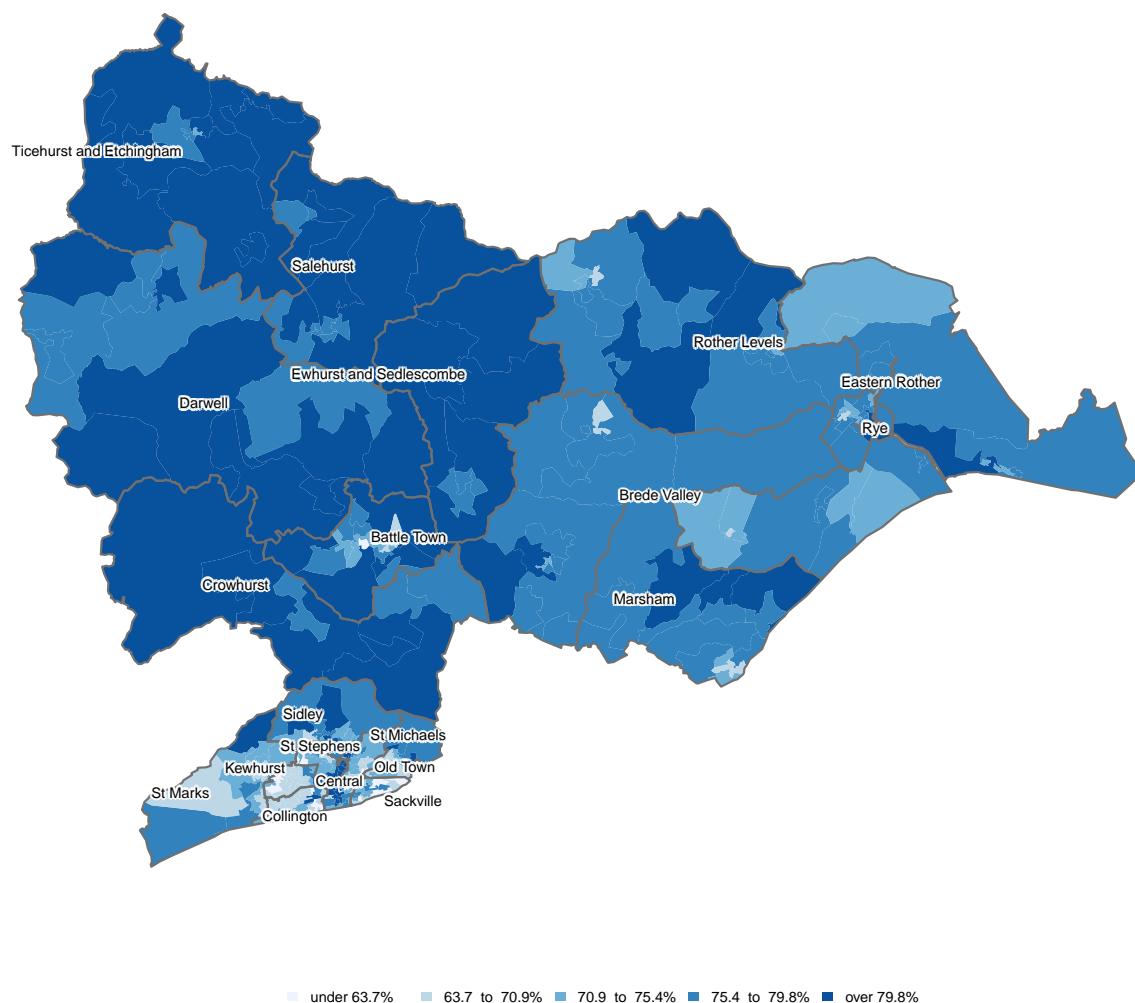 Ticehurst and Etchingham
Salehurst
Rother Levels
Ewhurst and Sedlescombe
Eastern Rother
Darwell
Rye
Brede Valley
Battle Town
Crowhurst
Marsham
Sidley
St Michaels
St Stephens
Kewhurst
Old Town
Central
St Marks
Sackville
Collington
under 63.7% 63.7 to 70.9% 70.9 to 75.4% 75.4 to 79.8% over 79.8%